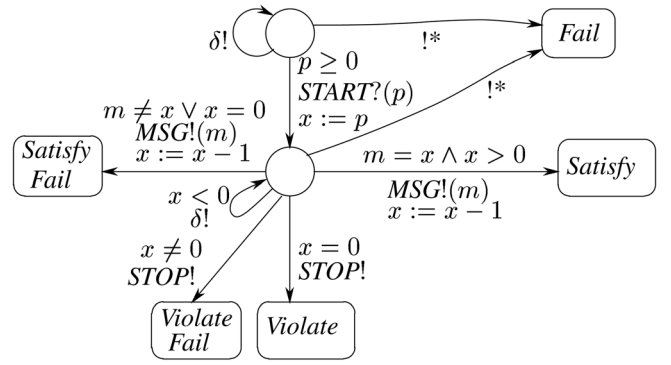 δ!
!*
Fail
p ≥ 0
START?(p)
x := p
!*
m ≠ x ∨ x = 0
MSG!(m)
x := x − 1
Satisfy
Fail
m = x ∧ x > 0
MSG!(m)
x := x − 1
Satisfy
x < 0
δ!
x ≠ 0
STOP!
x = 0
STOP!
Violate
Fail
Violate